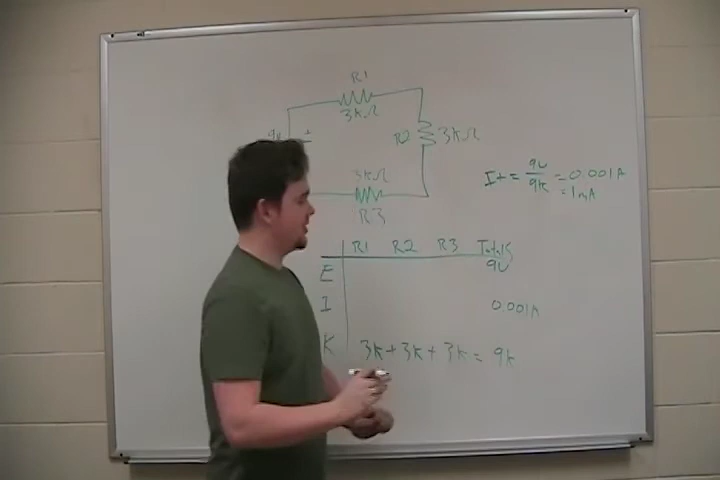 R1
3kΩ
9v +
R2 3kΩ
3kΩ
R3
It = 9v/9k = 0.001A
= 1mA
R1 R2 R3 Totals
E 9v
I 0.001A
3k + 3k + 3k = 9k